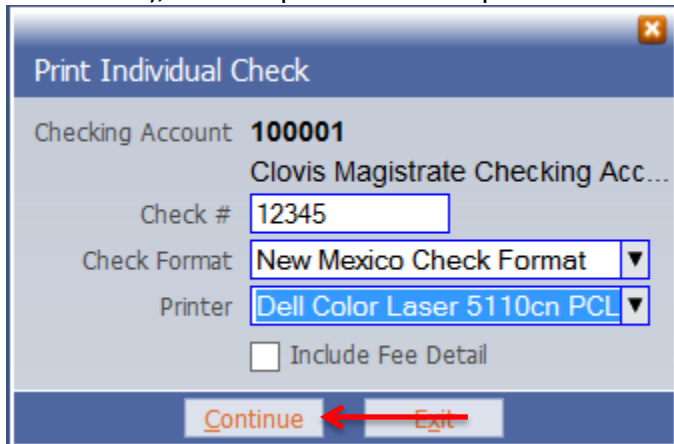 Print Individual Check
Checking Account 100001
Clovis Magistrate Checking Acc...
Check # 12345
Check Format New Mexico Check Format
Printer Dell Color Laser 5110cn PCL
Include Fee Detail
Continue Exit